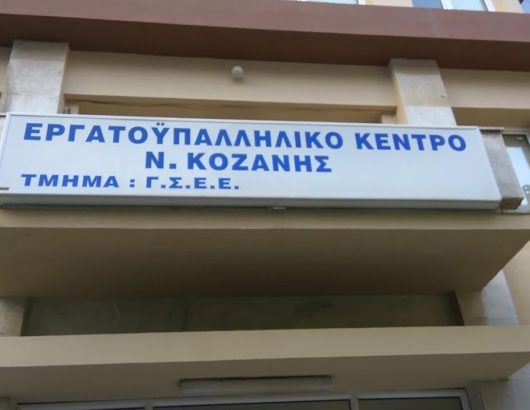 ΕΡΓΑΤΟΫΠΑΛΛΗΛΙΚΟ ΚΕΝΤΡΟ
Ν. ΚΟΖΑΝΗΣ
ΤΜΗΜΑ : Γ.Σ.Ε.Ε.